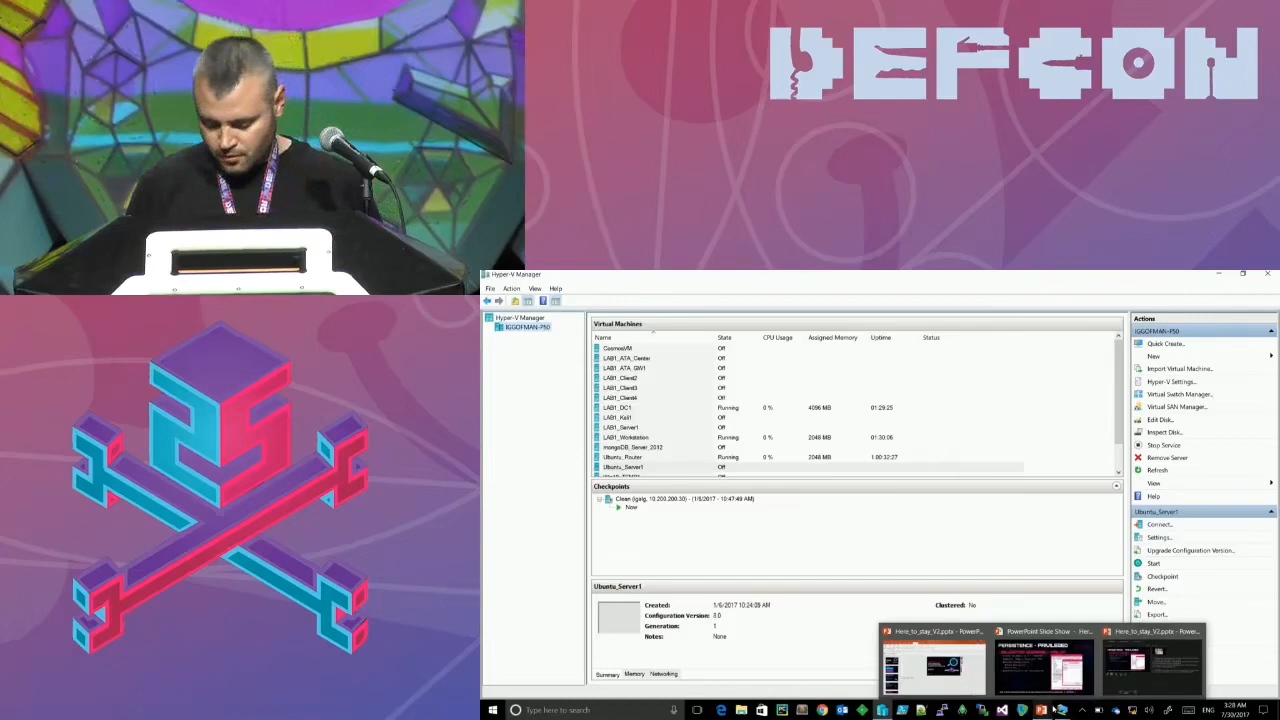 DEFCON
Hyper-V Manager
File Action View Help
Hyper-V Manager
IGGOFMAN-P50
Virtual Machines
Name State CPU Usage Assigned Memory Uptime Status
CosmosVM Off
LAB1_ATA_Center Off
LAB1_ATA_GW1 Off
LAB1_Client2 Off
LAB1_Client3 Off
LAB1_Client4 Off
LAB1_DC1 Running 0 % 4096 MB 01:29:25
LAB1_Kali1 Off
LAB1_Server1 Off
LAB1_Workstation Running 0 % 2048 MB 01:30:06
mongoDB_Server_2012 Off
Ubuntu_Router Running 0 % 2048 MB 1.00:32:27
Ubuntu_Server1 Off
Checkpoints
Clean (igalg, 10.200.200.30) - (1/6/2017 - 10:47:49 AM)
Now
Ubuntu_Server1
Created: 1/6/2017 10:24:09 AM Clustered: No
Configuration Version: 8.0
Generation: 1
Notes: None
Summary Memory Networking
Actions
IGGOFMAN-P50
Quick Create...
New
Import Virtual Machine...
Hyper-V Settings...
Virtual Switch Manager...
Virtual SAN Manager...
Edit Disk...
Inspect Disk...
Stop Service
Remove Server
Refresh
View
Help
Ubuntu_Server1
Connect...
Settings...
Upgrade Configuration Version...
Start
Checkpoint
Revert...
Move...
Export...
Here_to_stay_V2.pptx - PowerP...
PowerPoint Slide Show - Her...
Here_to_stay_V2.pptx - Power...
PERSISTENCE - PRIVILEGED
Type here to search
3:28 AM
7/30/2017